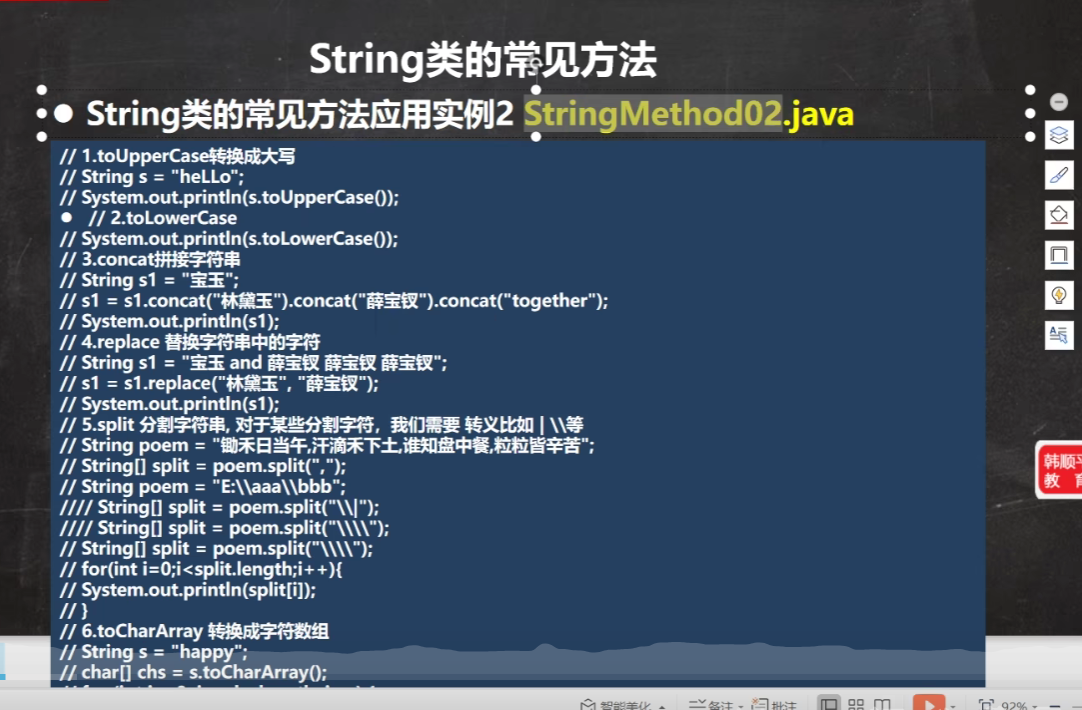 String类的常见方法
● String类的常见方法应用实例2 StringMethod02.java
// 1.toUpperCase转换成大写
// String s = "heLLo";
// System.out.println(s.toUpperCase());
● // 2.toLowerCase
// System.out.println(s.toLowerCase());
// 3.concat拼接字符串
// String s1 = "宝玉";
// s1 = s1.concat("林黛玉").concat("薛宝钗").concat("together");
// System.out.println(s1);
// 4.replace 替换字符串中的字符
// String s1 = "宝玉 and 薛宝钗 薛宝钗 薛宝钗";
// s1 = s1.replace("林黛玉", "薛宝钗");
// System.out.println(s1);
// 5.split 分割字符串, 对于某些分割字符，我们需要 转义比如 | \\等
// String poem = "锄禾日当午,汗滴禾下土,谁知盘中餐,粒粒皆辛苦";
// String[] split = poem.split(",");
// String poem = "E:\\aaa\\bbb";
//// String[] split = poem.split("\\|");
//// String[] split = poem.split("\\\\");
// String[] split = poem.split("\\\\");
// for(int i=0;i<split.length;i++){
// System.out.println(split[i]);
// }
// 6.toCharArray 转换成字符数组
// String s = "happy";
// char[] chs = s.toCharArray();
韩顺平
教 育
智能美化 备注 批注 92%